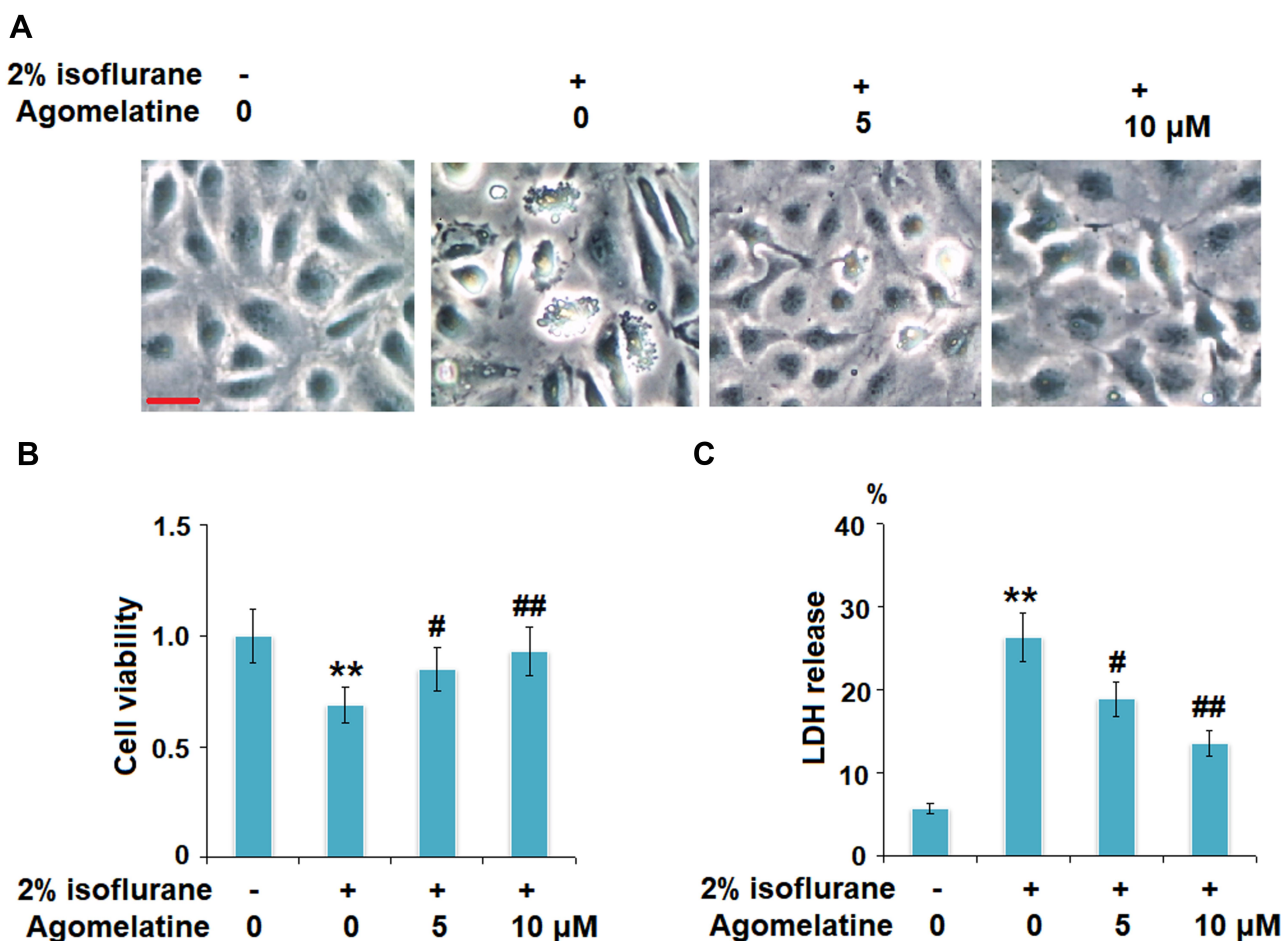 A
2% isoflurane - + + +
Agomelatine 0 0 5 10 µM
B
C
%
1.5
1.0
0.5
0
Cell viability
** # ##
2% isoflurane - + + +
Agomelatine 0 0 5 10 µM
40
30
20
10
0
LDH release
** # ##
2% isoflurane - + + +
Agomelatine 0 0 5 10 µM